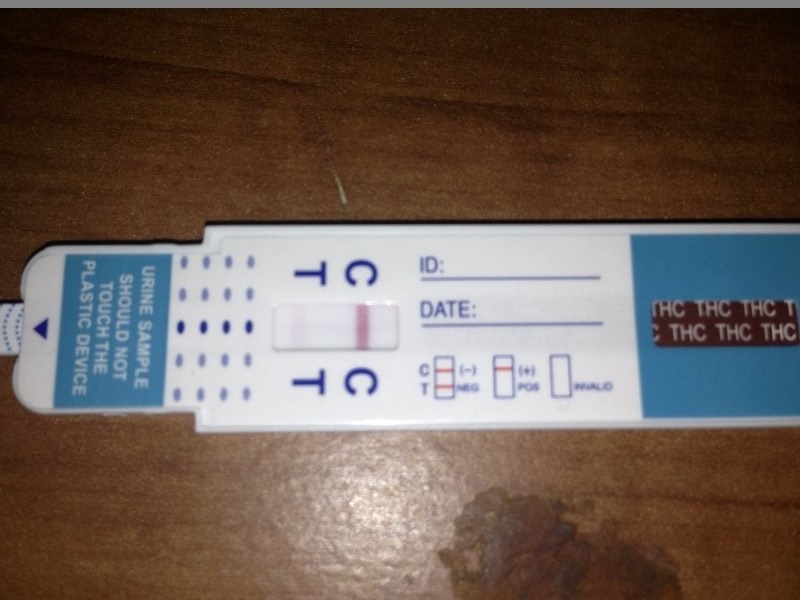 URINE SAMPLE
SHOULD NOT
TOUCH THE
PLASTIC DEVICE
C
T
C
T
ID:
DATE:
C (-) (+)
T NEG POS INVALID
THC THC THC T
C THC THC THC